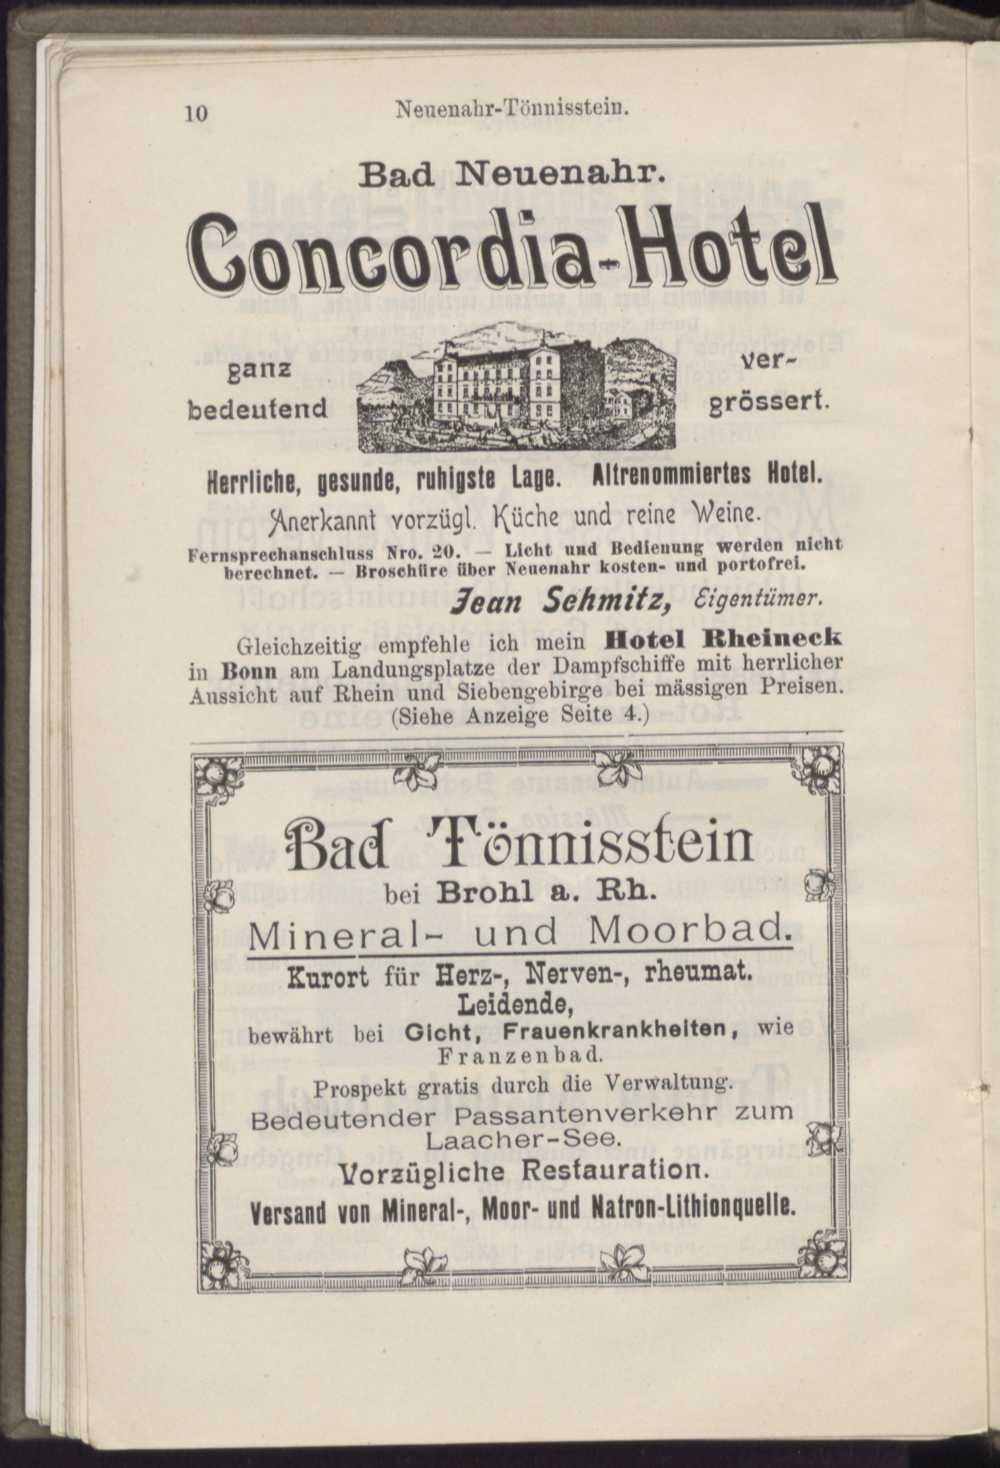 10
Neuenahr-Tönnisstein.
Bad Neuenahr.
Concordia-Hotel
ganz
bedeutend
ver-
grössert.
Herrliche, gesunde, ruhigste Lage. Altrenommiertes Hotel.
Anerkannt vorzügl. Küche und reine Weine.
Fernsprechanschluss Nro. 20. — Licht und Bedienung werden nicht
berechnet. — Broschüre über Neuenahr kosten- und portofrei.
Jean Schmitz, Eigentümer.
Gleichzeitig empfehle ich mein Hotel Rheineck
in Bonn am Landungsplatze der Dampfschiffe mit herrlicher
Aussicht auf Rhein und Siebengebirge bei mässigen Preisen.
(Siehe Anzeige Seite 4.)
Bad Tönnisstein
bei Brohl a. Rh.
Mineral- und Moorbad.
Kurort für Herz-, Nerven-, rheumat.
Leidende,
bewährt bei Gicht, Frauenkrankheiten, wie
Franzenbad.
Prospekt gratis durch die Verwaltung.
Bedeutender Passantenverkehr zum
Laacher-See.
Vorzügliche Restauration.
Versand von Mineral-, Moor- und Natron-Lithionquelle.